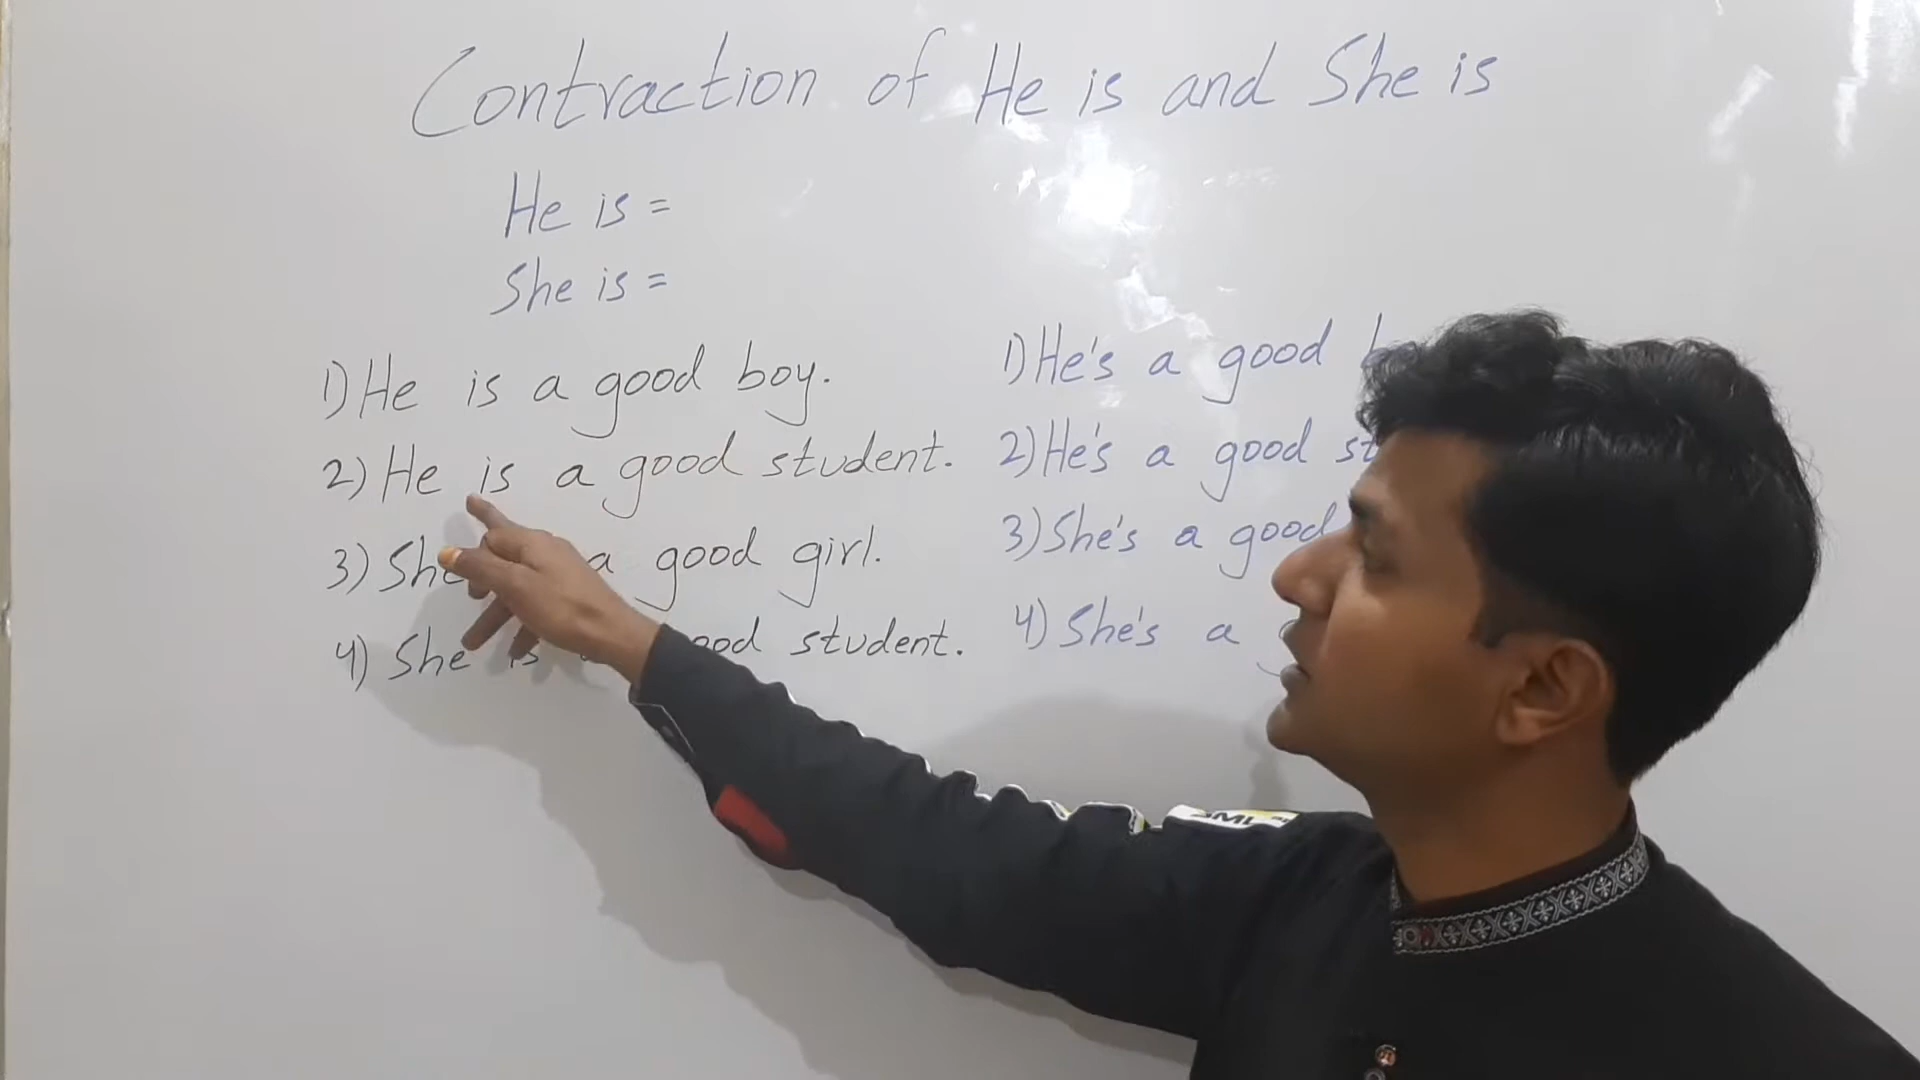 Contraction of He is and She is
He is =
She is =
1) He is a good boy.
2) He is a good student.
3) She a good girl.
4) She is good student.
1) He's a good
2) He's a good
3) She's a good
4) She's a